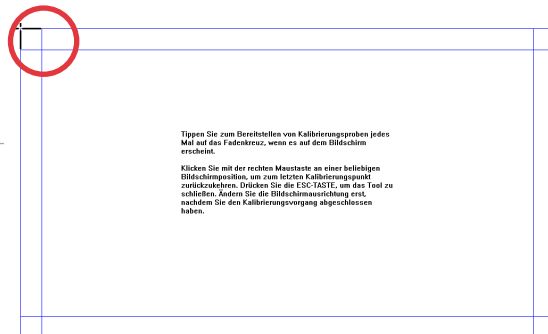 Tippen Sie zum Bereitstellen von Kalibrierungsproben jedes
Mal auf das Fadenkreuz, wenn es auf dem Bildschirm
erscheint.
Klicken Sie mit der rechten Maustaste an einer beliebigen
Bildschirmposition, um zum letzten Kalibrierungspunkt
zurückzukehren. Drücken Sie die ESC-TASTE, um das Tool zu
schließen. Ändern Sie die Bildschirmausrichtung erst,
nachdem Sie den Kalibrierungsvorgang abgeschlossen
haben.